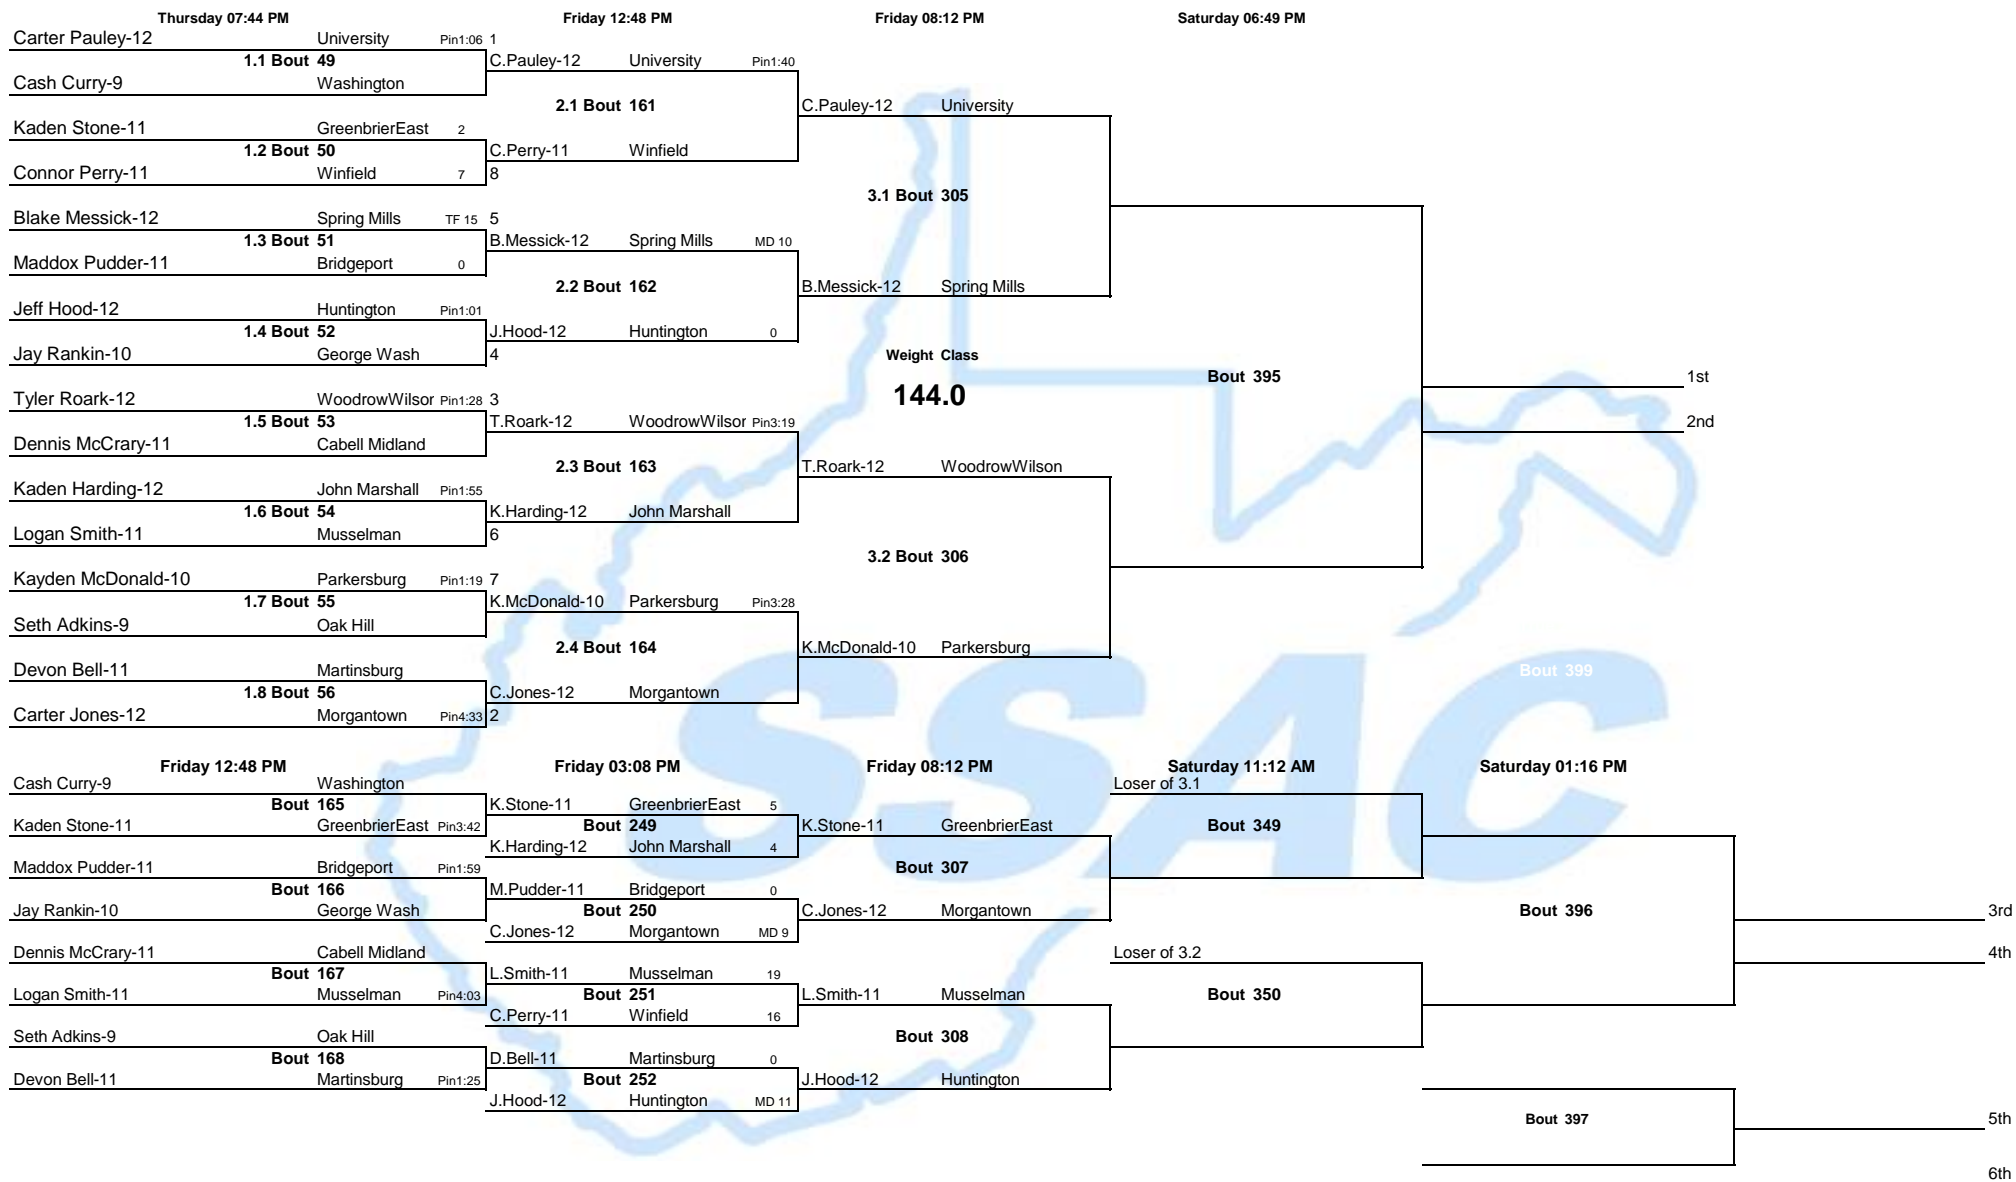 Thursday 07:44 PM Friday 12:48 PM Friday 08:12 PM Saturday 06:49 PM
Carter Pauley-12 University Pin1:06 1
1.1 Bout 49 C.Pauley-12 University Pin1:40
Cash Curry-9 Washington
2.1 Bout 161 C.Pauley-12 University
Kaden Stone-11 GreenbrierEast 2
1.2 Bout 50 C.Perry-11 Winfield
Connor Perry-11 Winfield 7 8
3.1 Bout 305
Blake Messick-12 Spring Mills TF 15 5
1.3 Bout 51 B.Messick-12 Spring Mills MD 10
Maddox Pudder-11 Bridgeport 0
2.2 Bout 162 B.Messick-12 Spring Mills
Jeff Hood-12 Huntington Pin1:01
1.4 Bout 52 J.Hood-12 Huntington 0
Jay Rankin-10 George Wash 4 Weight Class
Bout 395 1st
Tyler Roark-12 WoodrowWilsor Pin1:28 3 144.0
1.5 Bout 53 T.Roark-12 WoodrowWilsor Pin3:19 2nd
Dennis McCrary-11 Cabell Midland
2.3 Bout 163 T.Roark-12 WoodrowWilson
Kaden Harding-12 John Marshall Pin1:55
1.6 Bout 54 K.Harding-12 John Marshall
Logan Smith-11 Musselman 6
3.2 Bout 306
Kayden McDonald-10 Parkersburg Pin1:19 7
1.7 Bout 55 K.McDonald-10 Parkersburg Pin3:28
Seth Adkins-9 Oak Hill
2.4 Bout 164 K.McDonald-10 Parkersburg
Devon Bell-11 Martinsburg Bout 399
1.8 Bout 56 C.Jones-12 Morgantown
Carter Jones-12 Morgantown Pin4:33 2
SSAC
Friday 12:48 PM Friday 03:08 PM Friday 08:12 PM Saturday 11:12 AM Saturday 01:16 PM
Cash Curry-9 Washington Loser of 3.1
Bout 165 K.Stone-11 GreenbrierEast 5
Kaden Stone-11 GreenbrierEast Pin3:42 Bout 249 K.Stone-11 GreenbrierEast Bout 349
K.Harding-12 John Marshall 4
Maddox Pudder-11 Bridgeport Pin1:59 Bout 307
Bout 166 M.Pudder-11 Bridgeport 0
Jay Rankin-10 George Wash Bout 250 C.Jones-12 Morgantown Bout 396 3rd
C.Jones-12 Morgantown MD 9
Dennis McCrary-11 Cabell Midland Loser of 3.2 4th
Bout 167 L.Smith-11 Musselman 19
Logan Smith-11 Musselman Pin4:03 Bout 251 L.Smith-11 Musselman Bout 350
C.Perry-11 Winfield 16
Seth Adkins-9 Oak Hill Bout 308
Bout 168 D.Bell-11 Martinsburg 0
Devon Bell-11 Martinsburg Pin1:25 Bout 252 J.Hood-12 Huntington
J.Hood-12 Huntington MD 11
Bout 397 5th
6th